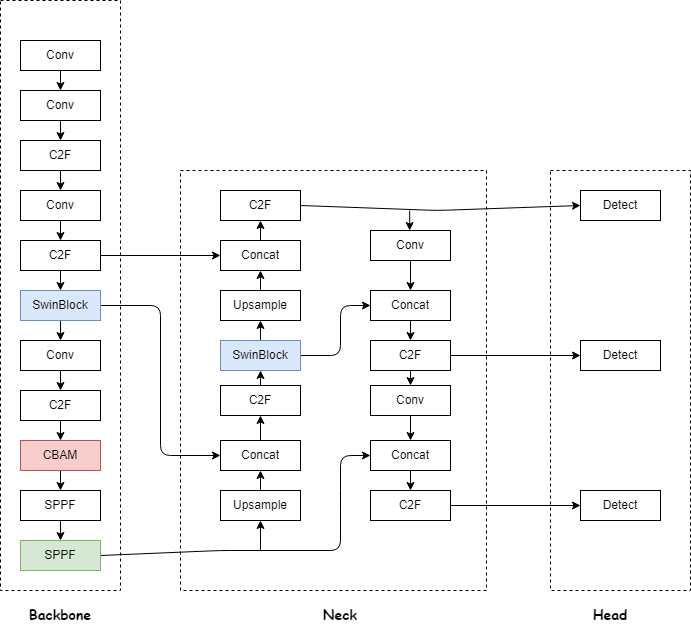 Conv
Conv
C2F
Conv
C2F
SwinBlock
Conv
C2F
CBAM
SPPF
SPPF
Backbone
C2F
Concat
Upsample
SwinBlock
C2F
Concat
Upsample
Conv
Concat
C2F
Conv
Concat
C2F
Neck
Detect
Detect
Detect
Head